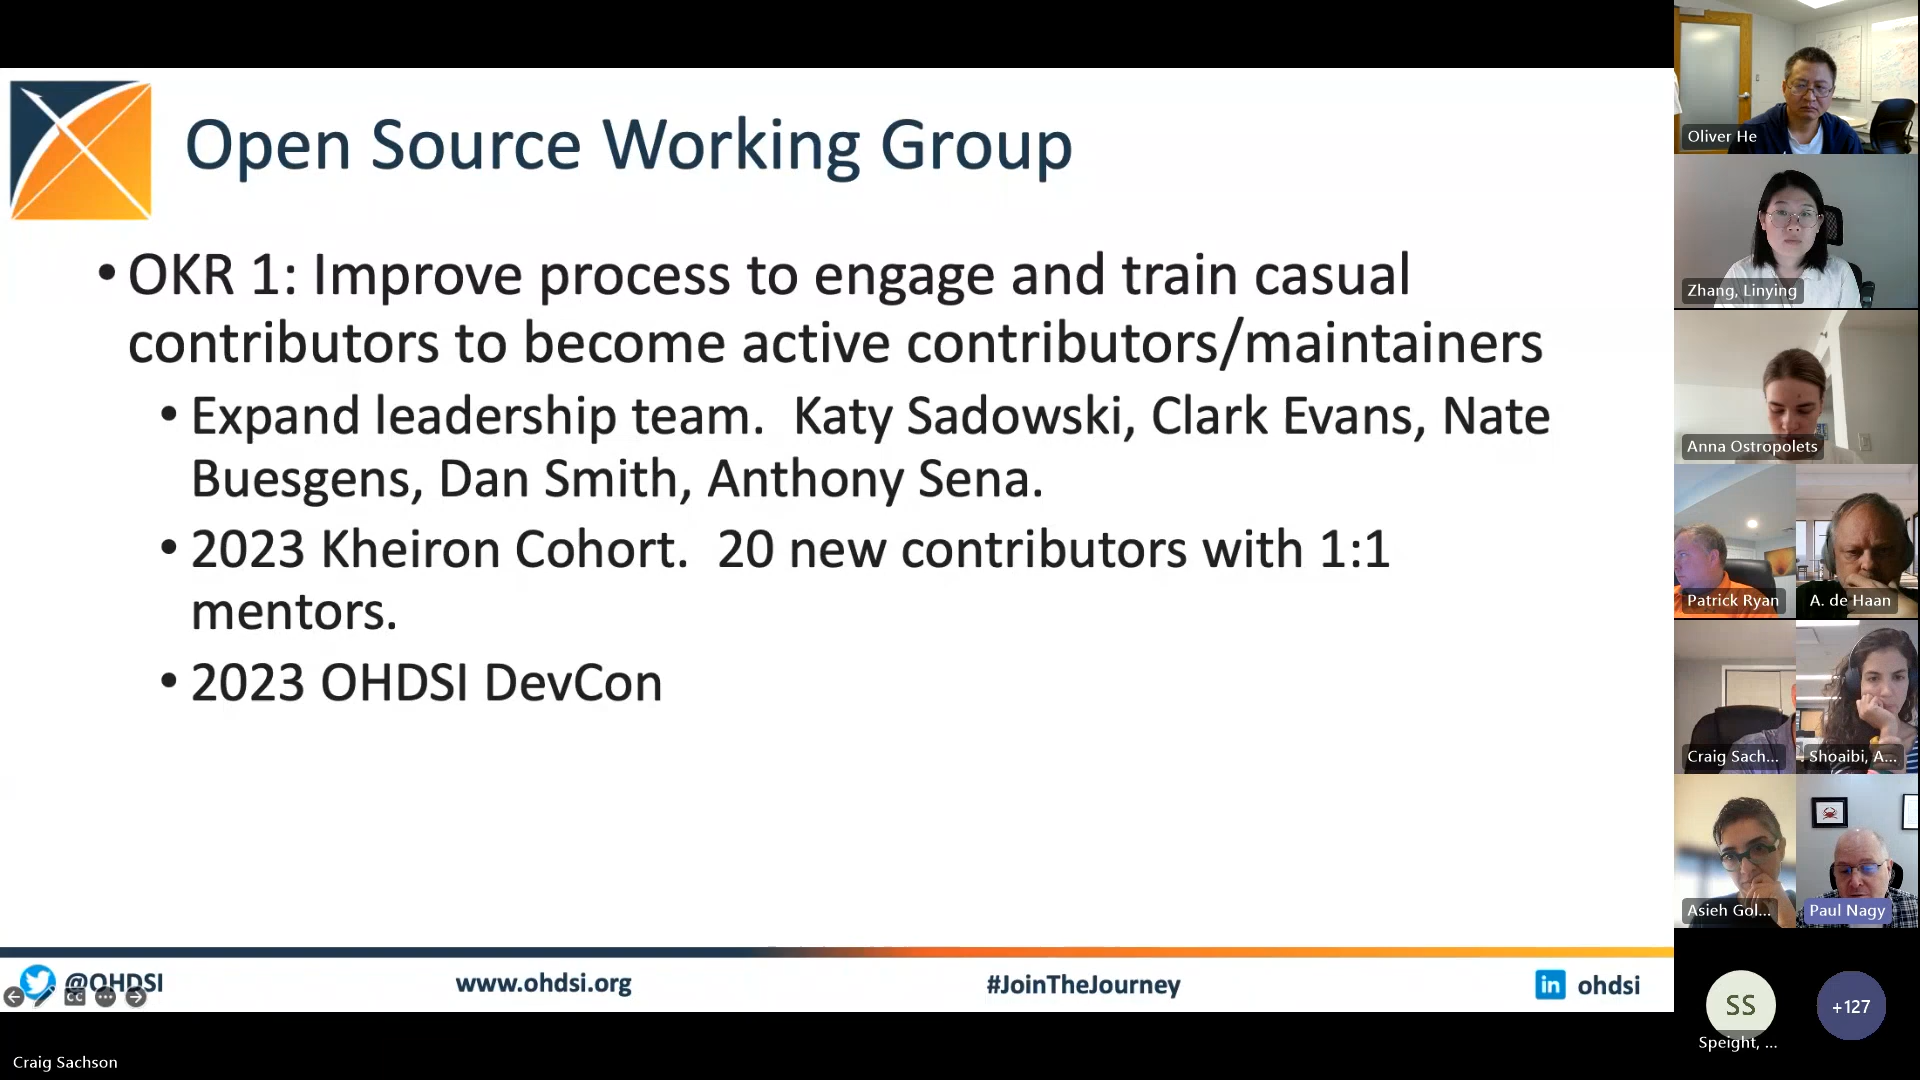 Open Source Working Group
• OKR 1: Improve process to engage and train casual
contributors to become active contributors/maintainers
• Expand leadership team.  Katy Sadowski, Clark Evans, Nate
Buesgens, Dan Smith, Anthony Sena.
• 2023 Kheiron Cohort.  20 new contributors with 1:1
mentors.
• 2023 OHDSI DevCon
@OHDSI
www.ohdsi.org
#JoinTheJourney
in ohdsi
CC
Craig Sachson
Oliver He
Zhang, Linying
Anna Ostropolets
Patrick Ryan
A. de Haan
Craig Sach...
Shoaibi, A...
Asieh Gol...
Paul Nagy
SS
Speight, ...
+127